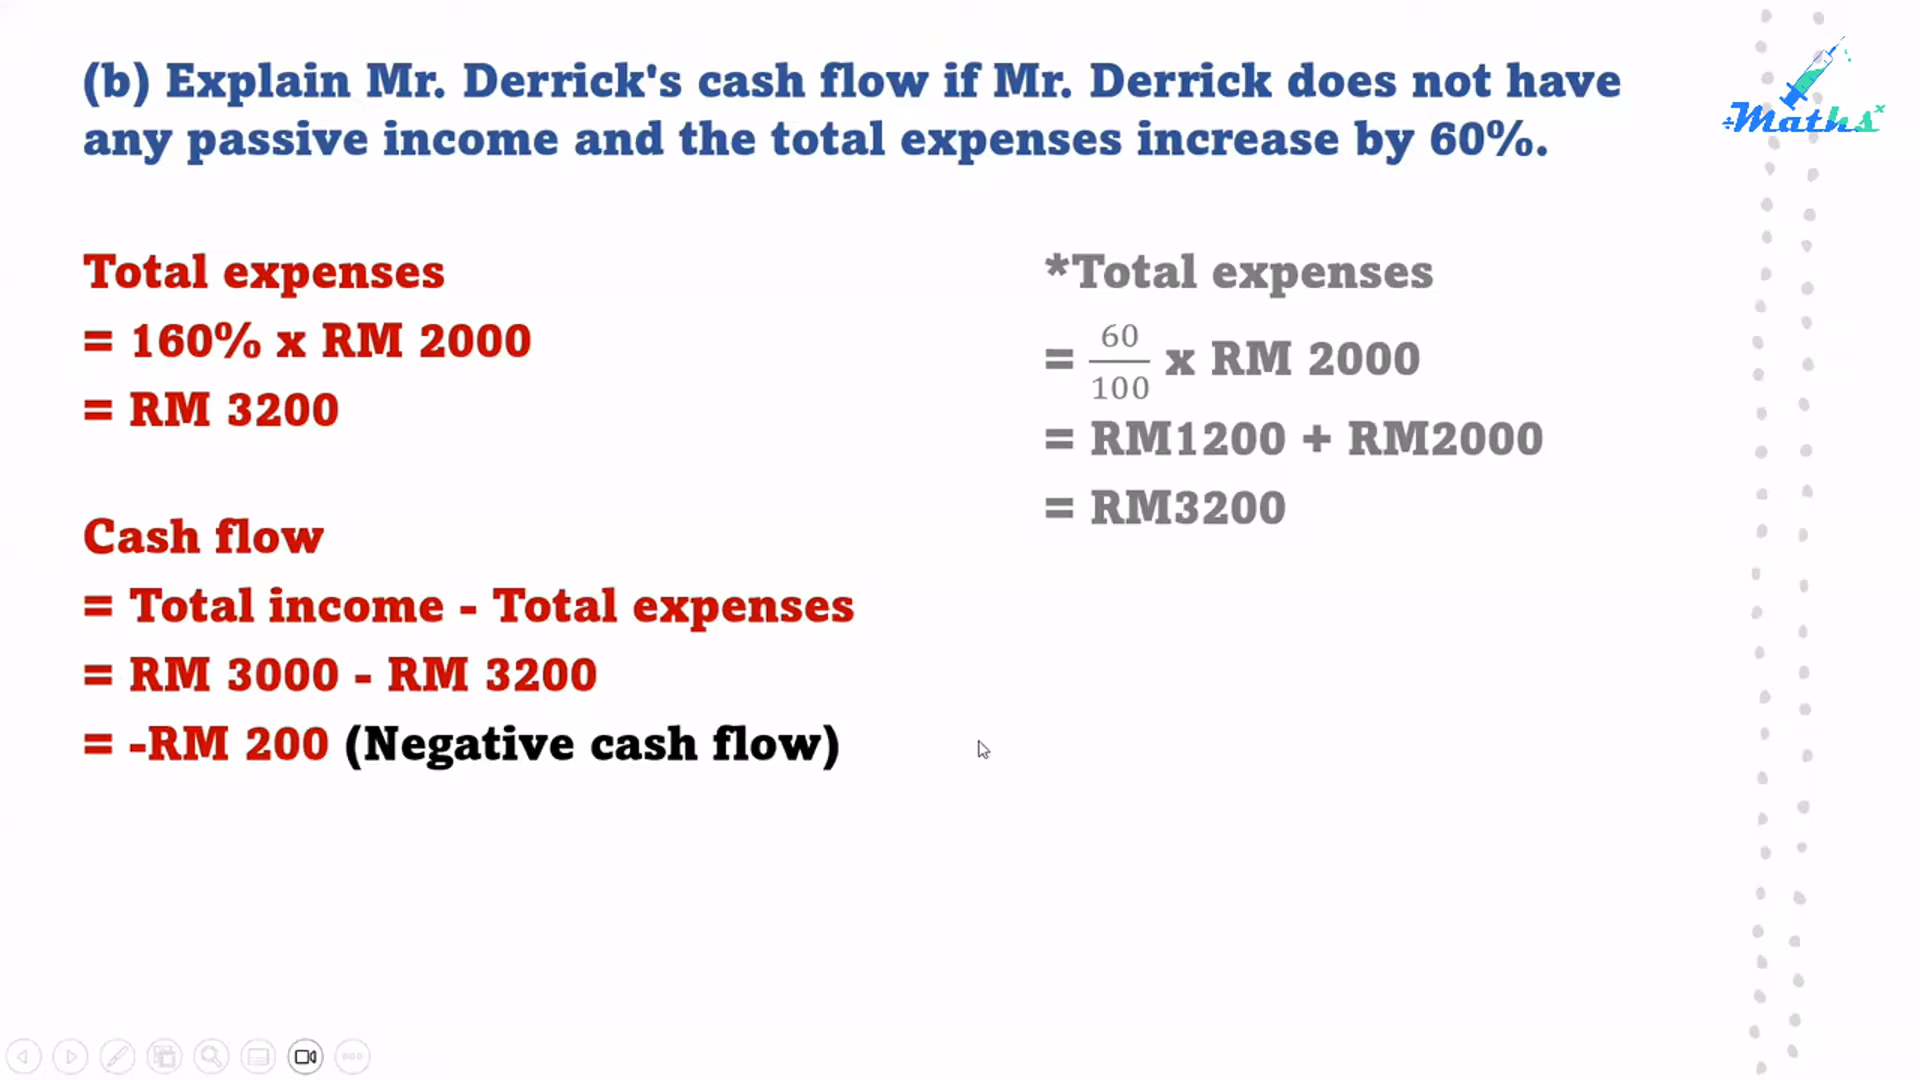 (b) Explain Mr. Derrick's cash flow if Mr. Derrick does not have
any passive income and the total expenses increase by 60%.
÷Maths×
Total expenses
= 160% x RM 2000
= RM 3200
Cash flow
= Total income - Total expenses
= RM 3000 - RM 3200
= -RM 200 (Negative cash flow)
*Total expenses
= 60/100 x RM 2000
= RM1200 + RM2000
= RM3200